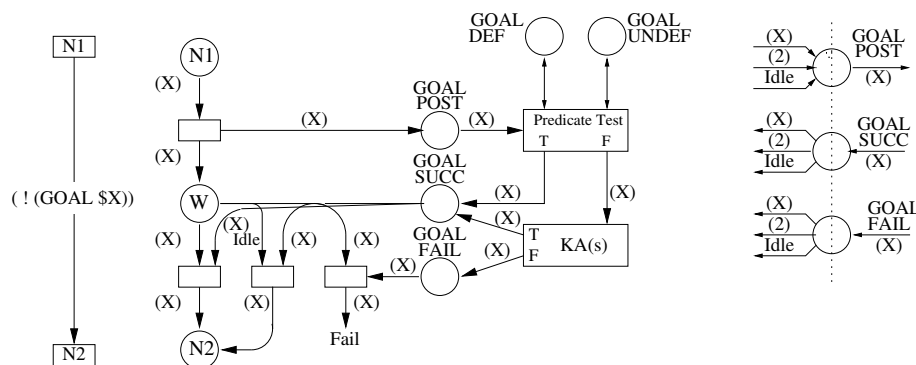 N1
( ! (GOAL $X))
N2
N1
(X)
(X)
(X)
GOAL
POST
(X)
GOAL
DEF
GOAL
UNDEF
Predicate Test
T F
W
GOAL
SUCC
(X)
(X)
(X)
(X)
(X)
Idle
(X)
(X)
GOAL
FAIL
(X)
(X)
T
F
KA(s)
(X)
(X)
(X)
N2
Fail
(X)
(2)
Idle
GOAL
POST
(X)
(X)
(2)
Idle
GOAL
SUCC
(X)
(X)
(2)
Idle
GOAL
FAIL
(X)